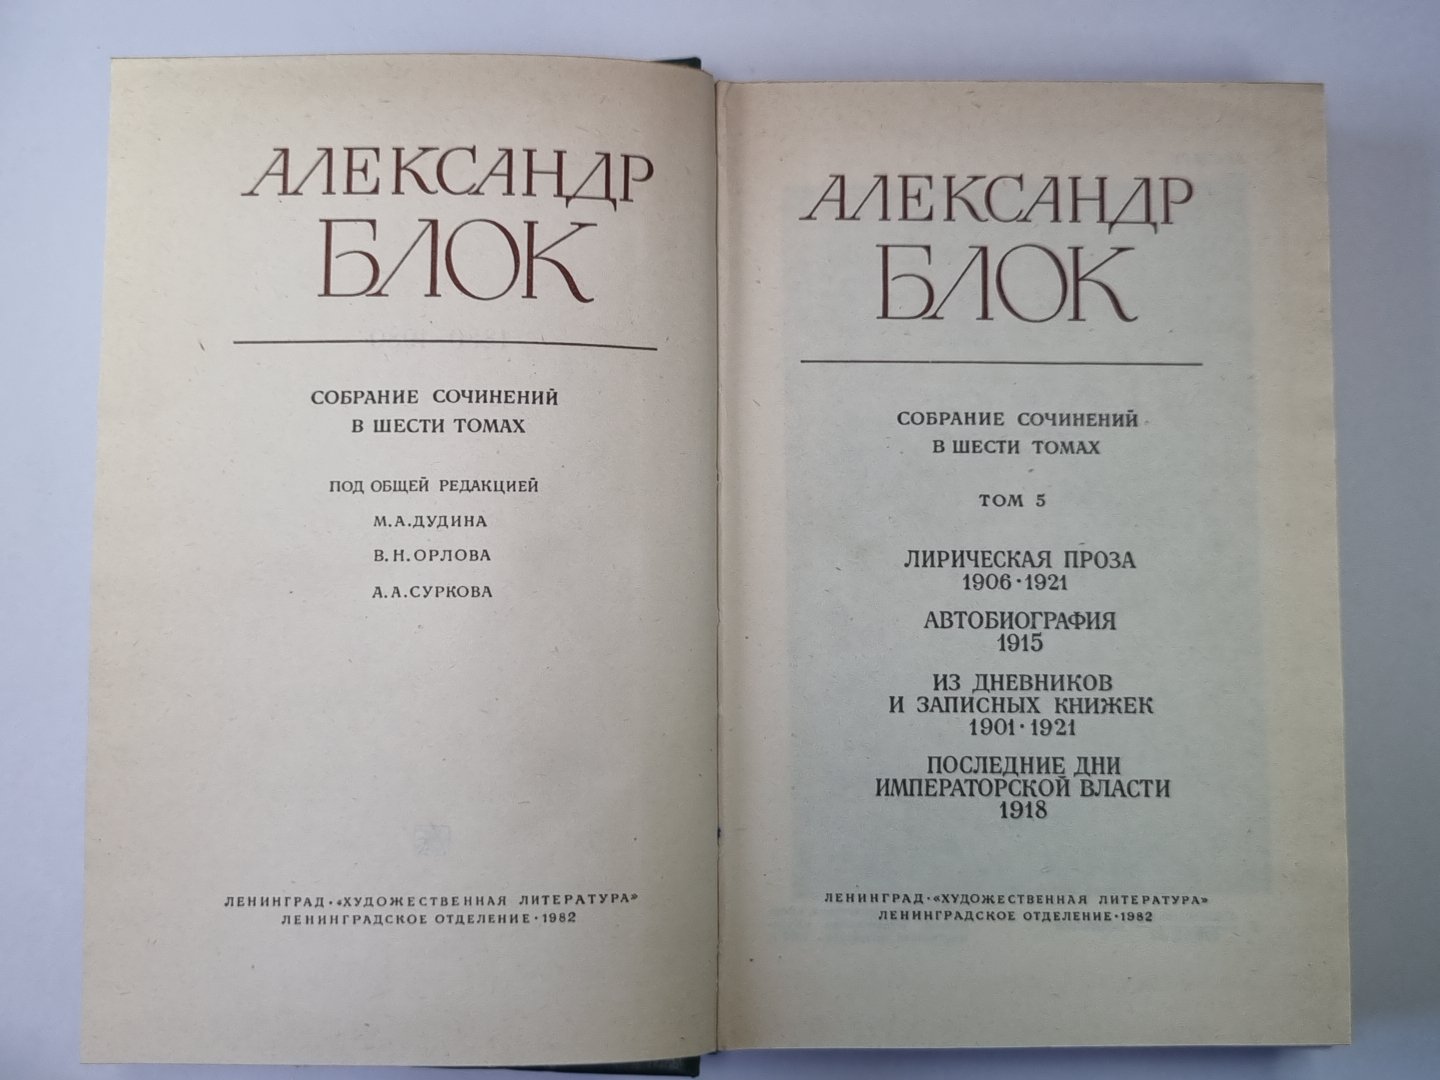 АЛЕКСАНДР
БЛОК
СОБРАНИЕ СОЧИНЕНИЙ
В ШЕСТИ ТОМАХ
ПОД ОБЩЕЙ РЕДАКЦИЕЙ
М.А.ДУДИНА
В.Н.ОРЛОВА
А.А.СУРКОВА
ЛЕНИНГРАД·«ХУДОЖЕСТВЕННАЯ ЛИТЕРАТУРА»
ЛЕНИНГРАДСКОЕ ОТДЕЛЕНИЕ·1982
АЛЕКСАНДР
БЛОК
СОБРАНИЕ СОЧИНЕНИЙ
В ШЕСТИ ТОМАХ
ТОМ 5
ЛИРИЧЕСКАЯ ПРОЗА
1906·1921
АВТОБИОГРАФИЯ
1915
ИЗ ДНЕВНИКОВ
И ЗАПИСНЫХ КНИЖЕК
1901·1921
ПОСЛЕДНИЕ ДНИ
ИМПЕРАТОРСКОЙ ВЛАСТИ
1918
ЛЕНИНГРАД·«ХУДОЖЕСТВЕННАЯ ЛИТЕРАТУРА»
ЛЕНИНГРАДСКОЕ ОТДЕЛЕНИЕ·1982